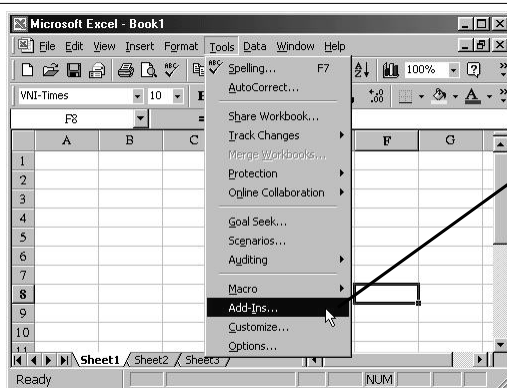 Microsoft Excel - Book1
File Edit View Insert Format Tools Data Window Help
100%
VNI-Times 10
F8 =
A B C F G
1
2
3
4
5
6
7
8
9
10
11
ABC Spelling... F7
AutoCorrect...
Share Workbook...
Track Changes
Merge Workbooks...
Protection
Online Collaboration
Goal Seek...
Scenarios...
Auditing
Macro
Add-Ins...
Customize...
Options...
Sheet1 Sheet2 Sheet3
Ready NUM